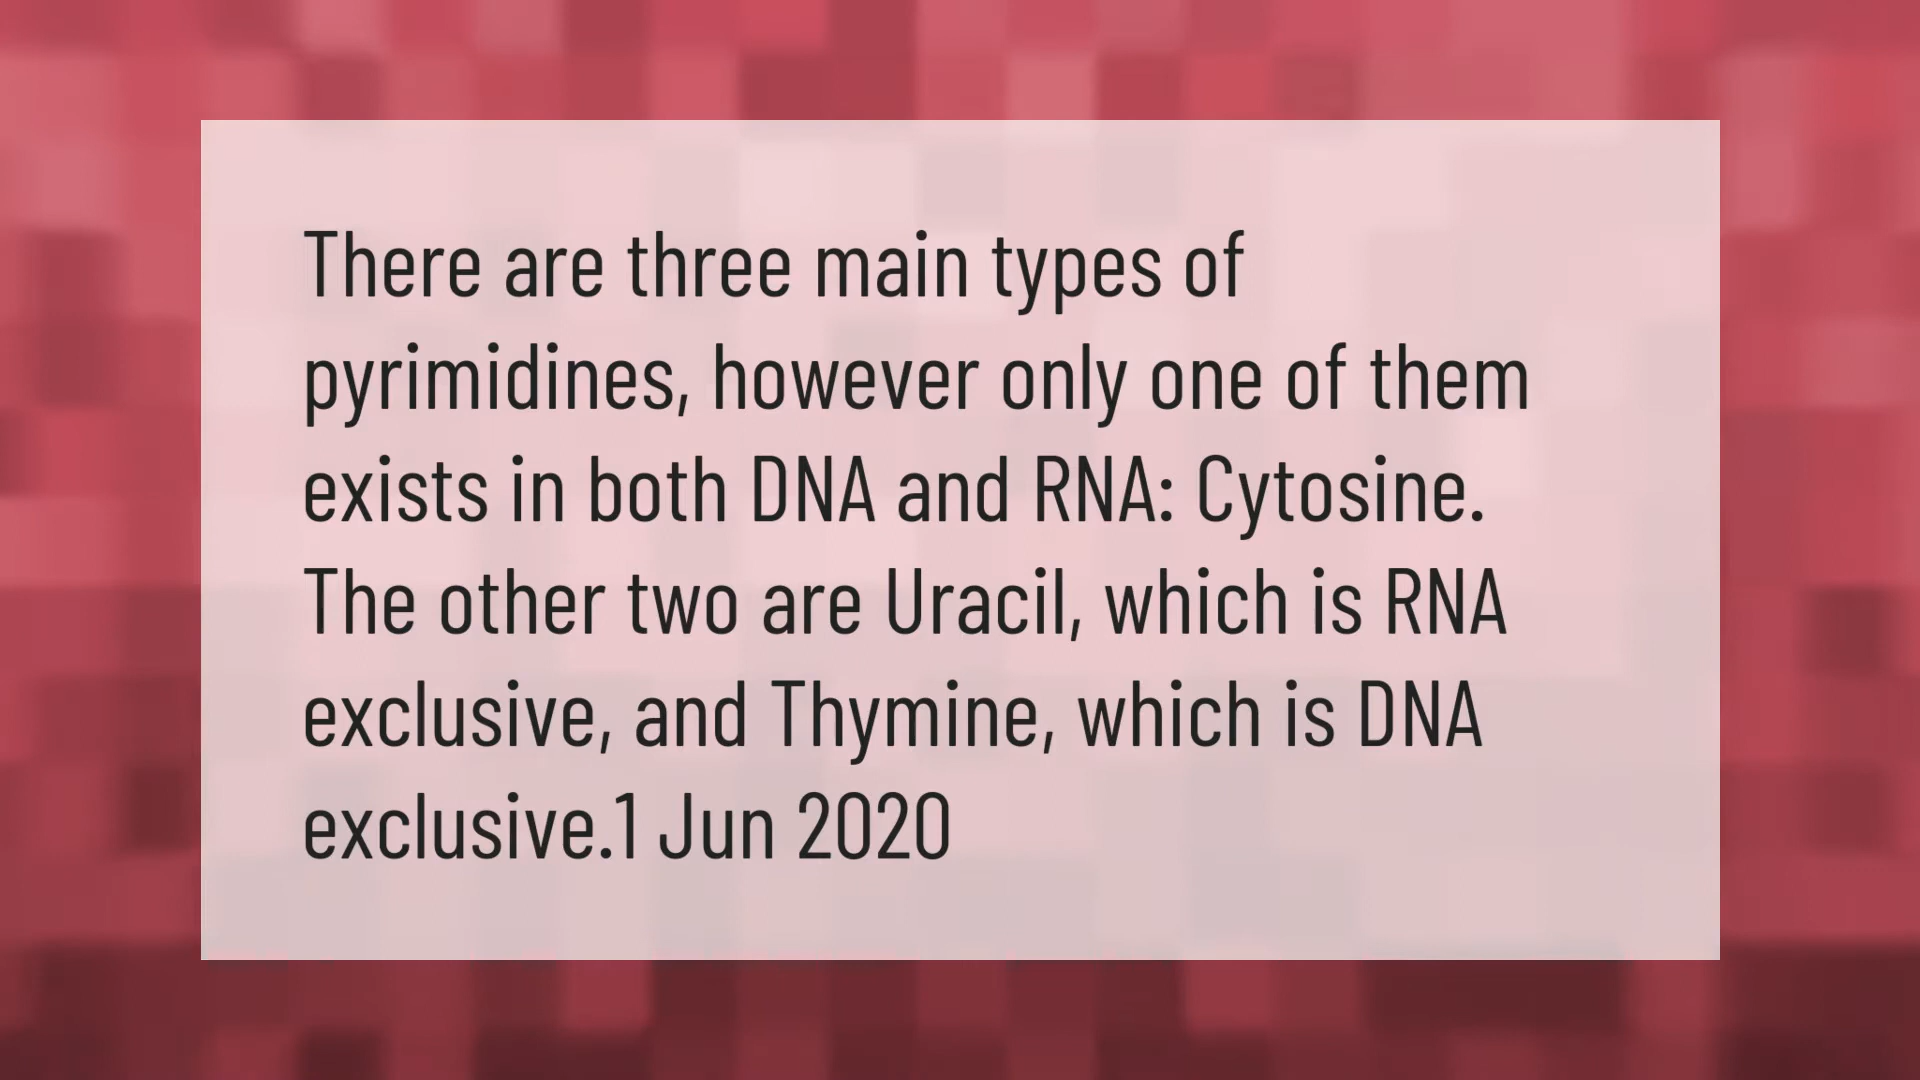 There are three main types of
pyrimidines, however only one of them
exists in both DNA and RNA: Cytosine.
The other two are Uracil, which is RNA
exclusive, and Thymine, which is DNA
exclusive.1 Jun 2020